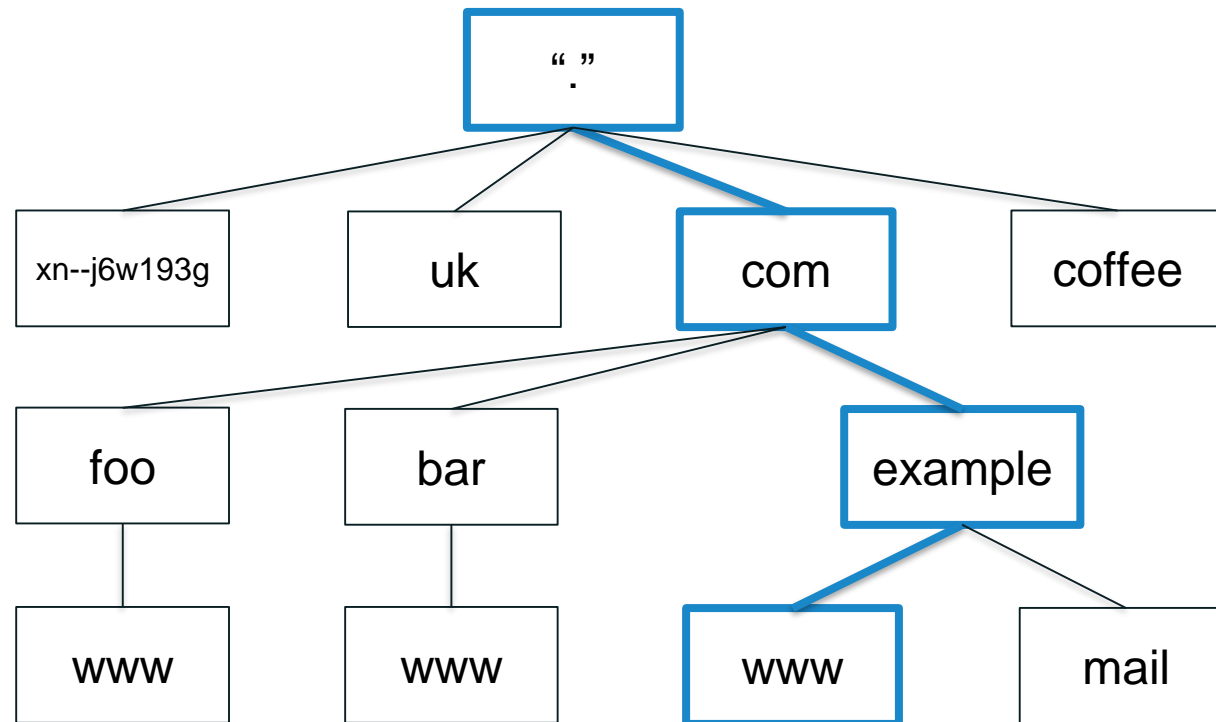 “.”
xn--j6w193g
uk
com
coffee
foo
bar
example
www
www
www
mail